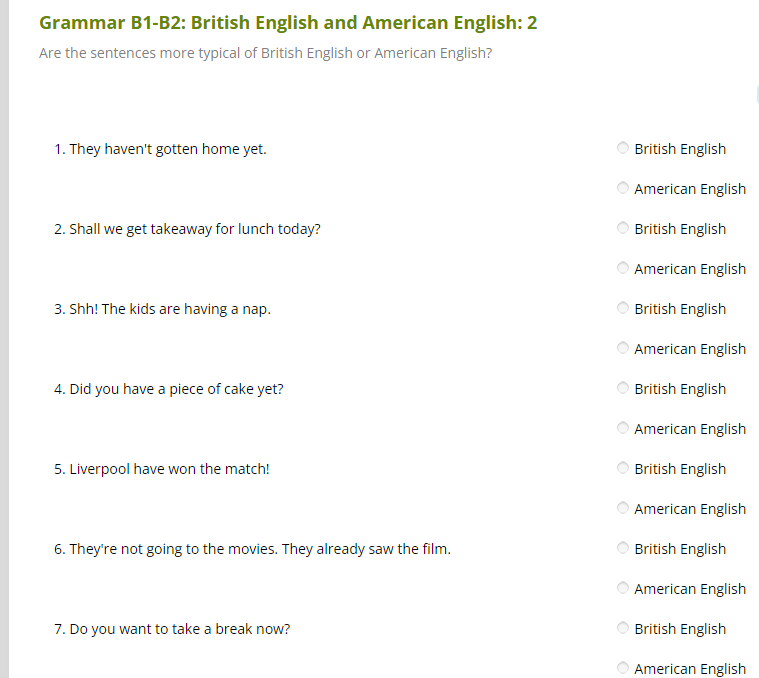 Grammar B1-B2: British English and American English: 2
Are the sentences more typical of British English or American English?
1. They haven't gotten home yet.
British English
American English
2. Shall we get takeaway for lunch today?
British English
American English
3. Shh! The kids are having a nap.
British English
American English
4. Did you have a piece of cake yet?
British English
American English
5. Liverpool have won the match!
British English
American English
6. They're not going to the movies. They already saw the film.
British English
American English
7. Do you want to take a break now?
British English
American English